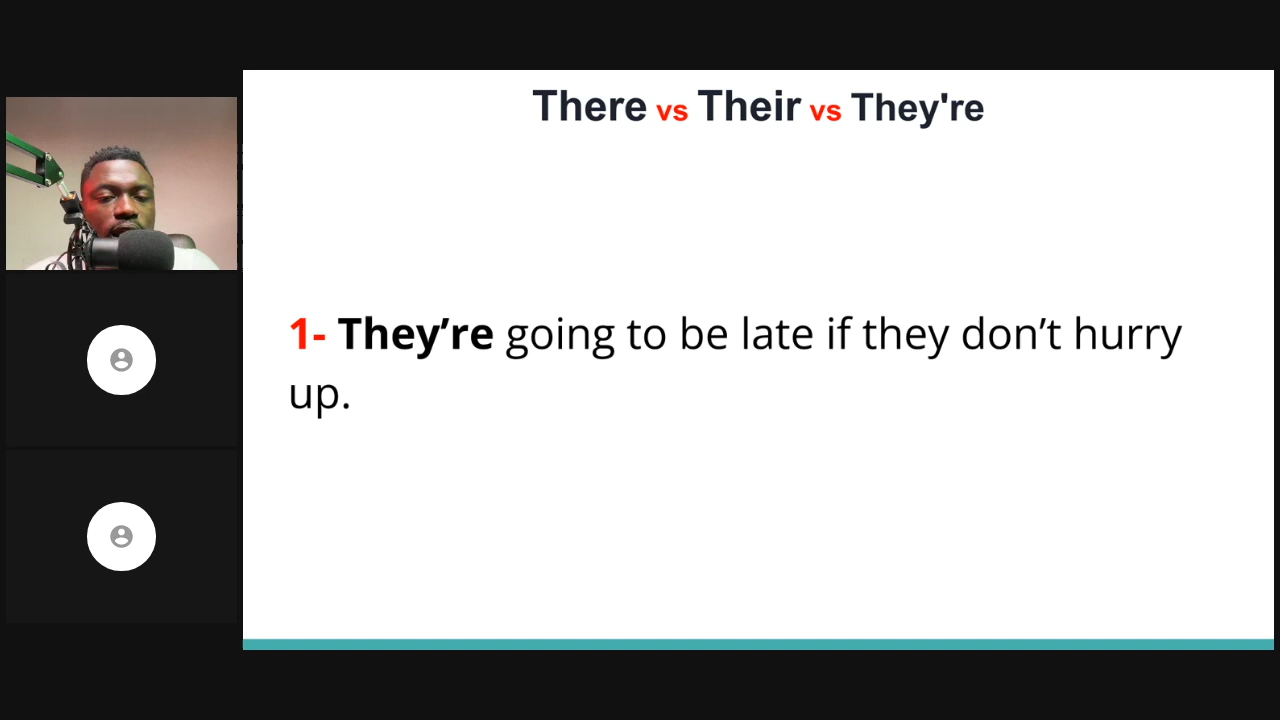 There vs Their vs They're
1- They’re going to be late if they don’t hurry
up.